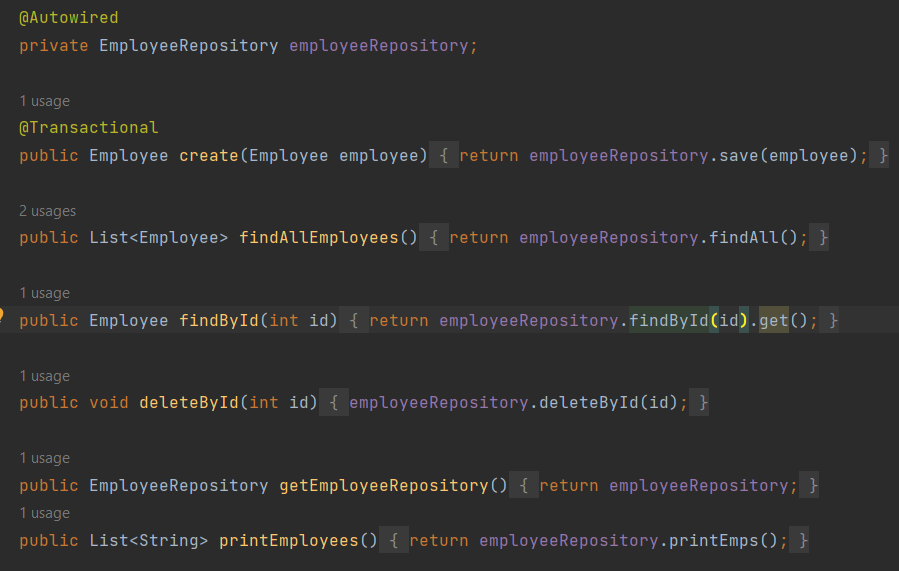 @Autowired
private EmployeeRepository employeeRepository;
1 usage
@Transactional
public Employee create(Employee employee) { return employeeRepository.save(employee); }
2 usages
public List<Employee> findAllEmployees() { return employeeRepository.findAll(); }
1 usage
public Employee findById(int id) { return employeeRepository.findById(id).get(); }
1 usage
public void deleteById(int id) { employeeRepository.deleteById(id); }
1 usage
public EmployeeRepository getEmployeeRepository() { return employeeRepository; }
1 usage
public List<String> printEmployees() { return employeeRepository.printEmps(); }